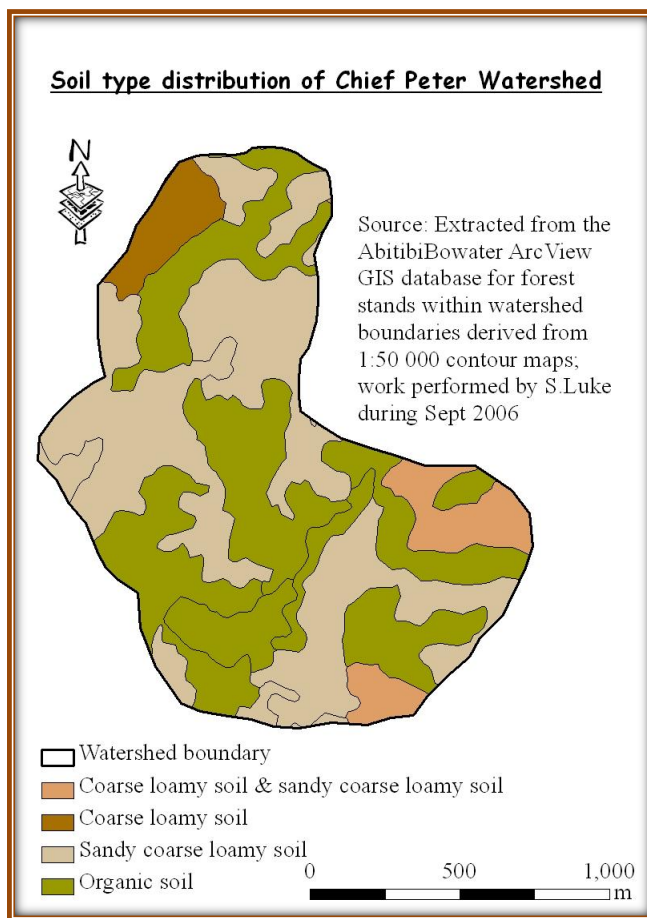 Soil type distribution of Chief Peter Watershed
N
Source: Extracted from the
AbitibiBowater ArcView
GIS database for forest
stands within watershed
boundaries derived from
1:50 000 contour maps;
work performed by S.Luke
during Sept 2006
Watershed boundary
Coarse loamy soil & sandy coarse loamy soil
Coarse loamy soil
Sandy coarse loamy soil
Organic soil
0 500 1,000
m